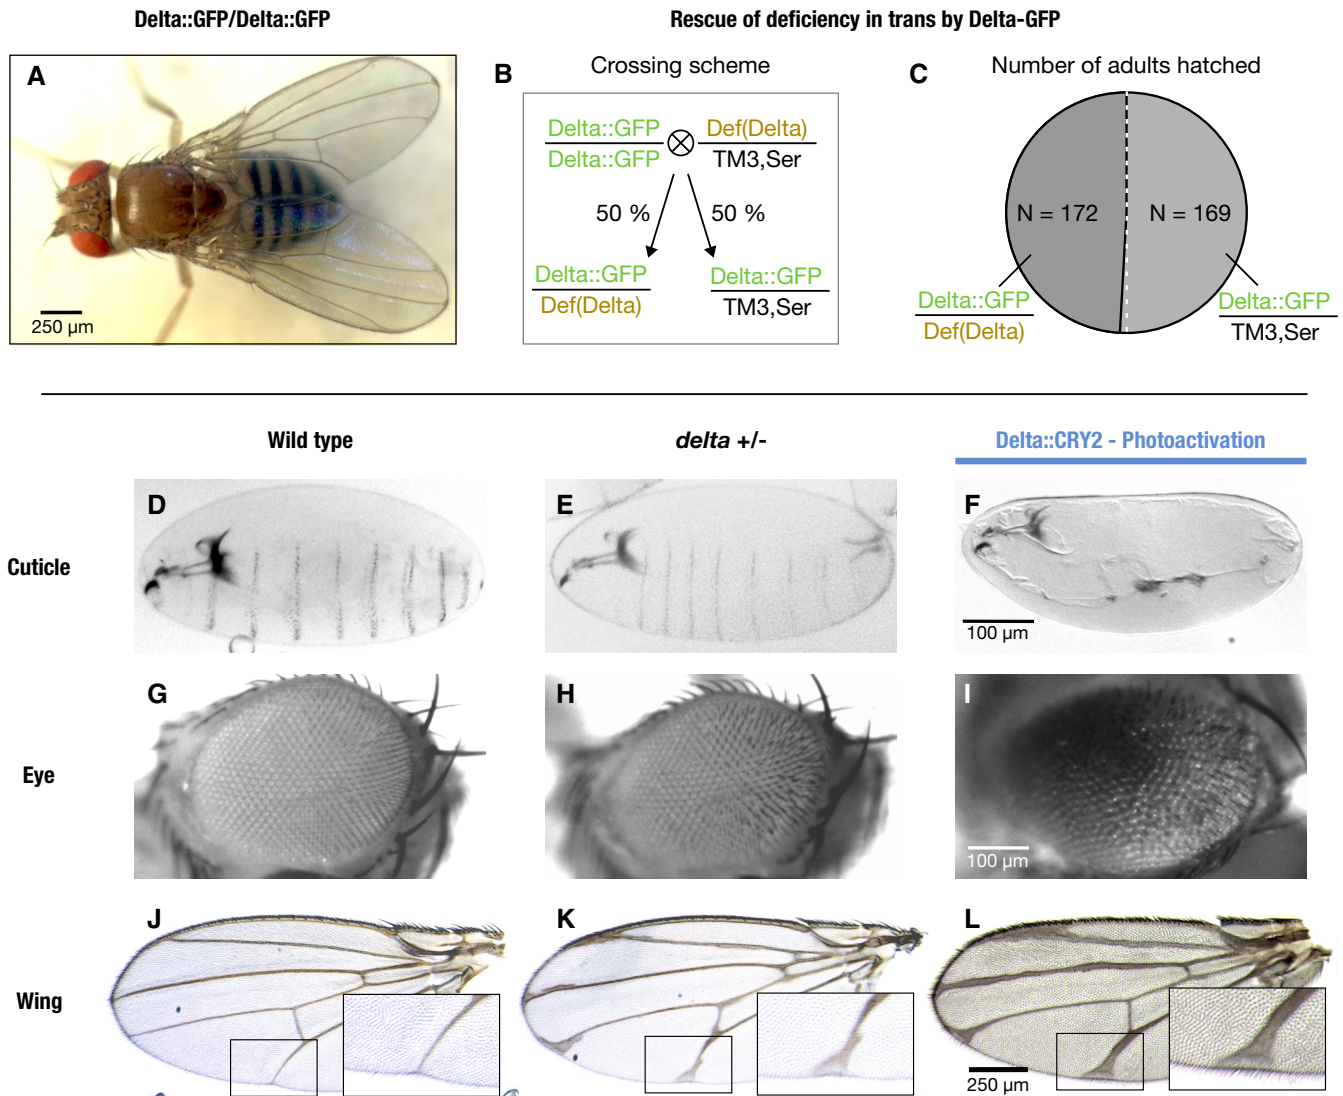 Delta::GFP/Delta::GFP
Rescue of deficiency in trans by Delta-GFP
A
250 µm
B
Crossing scheme
Delta::GFP
Delta::GFP
Def(Delta)
TM3,Ser
50 %
50 %
Delta::GFP
Def(Delta)
Delta::GFP
TM3,Ser
C
Number of adults hatched
N = 172
N = 169
Delta::GFP
Def(Delta)
Delta::GFP
TM3,Ser
Wild type
delta +/-
Delta::CRY2 - Photoactivation
Cuticle
D
E
F
100 µm
Eye
G
H
I
100 µm
Wing
J
K
L
250 µm